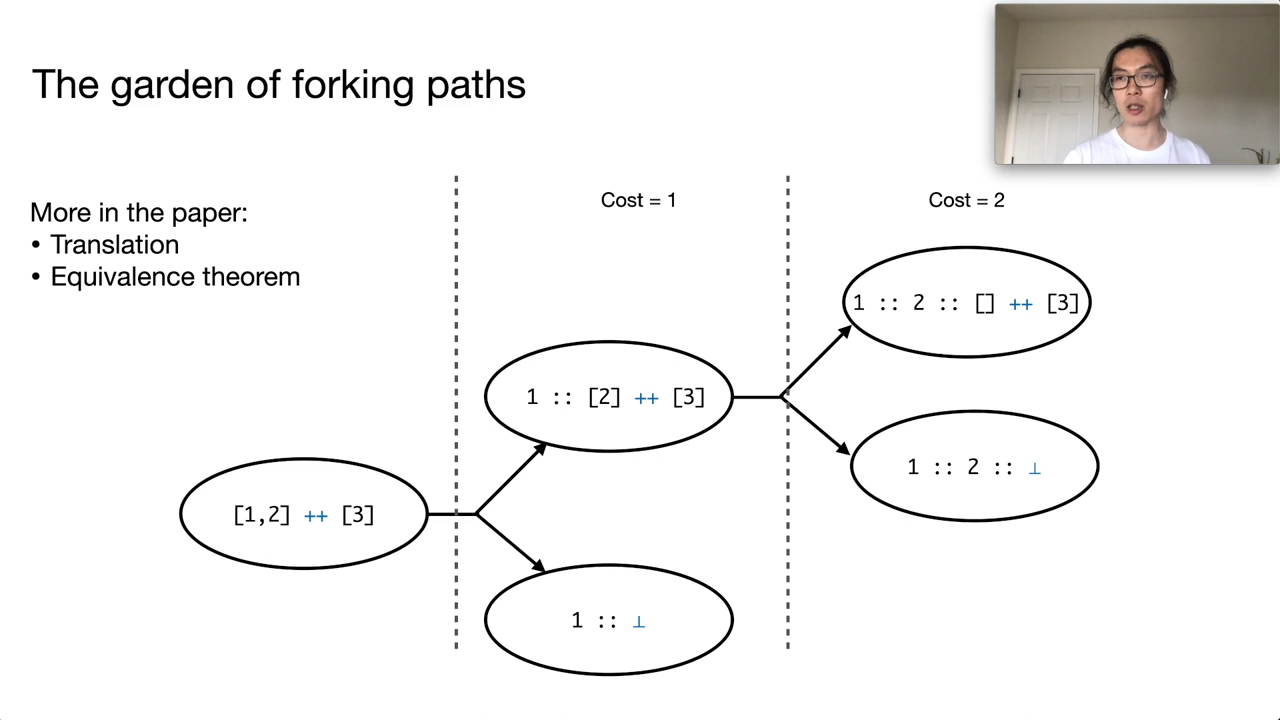 The garden of forking paths
More in the paper:
• Translation
• Equivalence theorem
Cost = 1
Cost = 2
1 :: 2 :: [] ++ [3]
1 :: [2] ++ [3]
1 :: 2 :: ⊥
[1,2] ++ [3]
1 :: ⊥